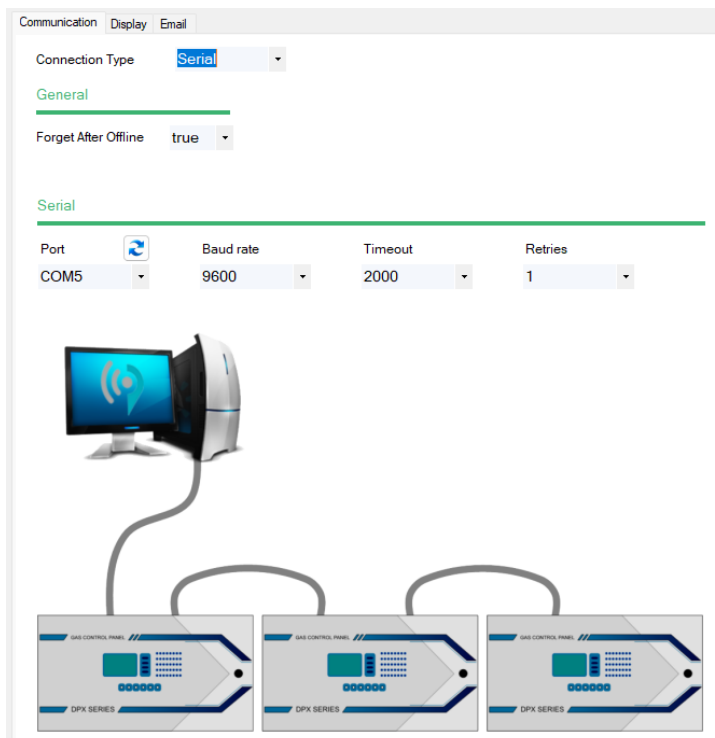 Communication Display Email
Connection Type Serial
General
Forget After Offline true
Serial
Port Baud rate Timeout Retries
COM5 9600 2000 1
GAS CONTROL PANEL GAS CONTROL PANEL GAS CONTROL PANEL
DPX SERIES DPX SERIES DPX SERIES